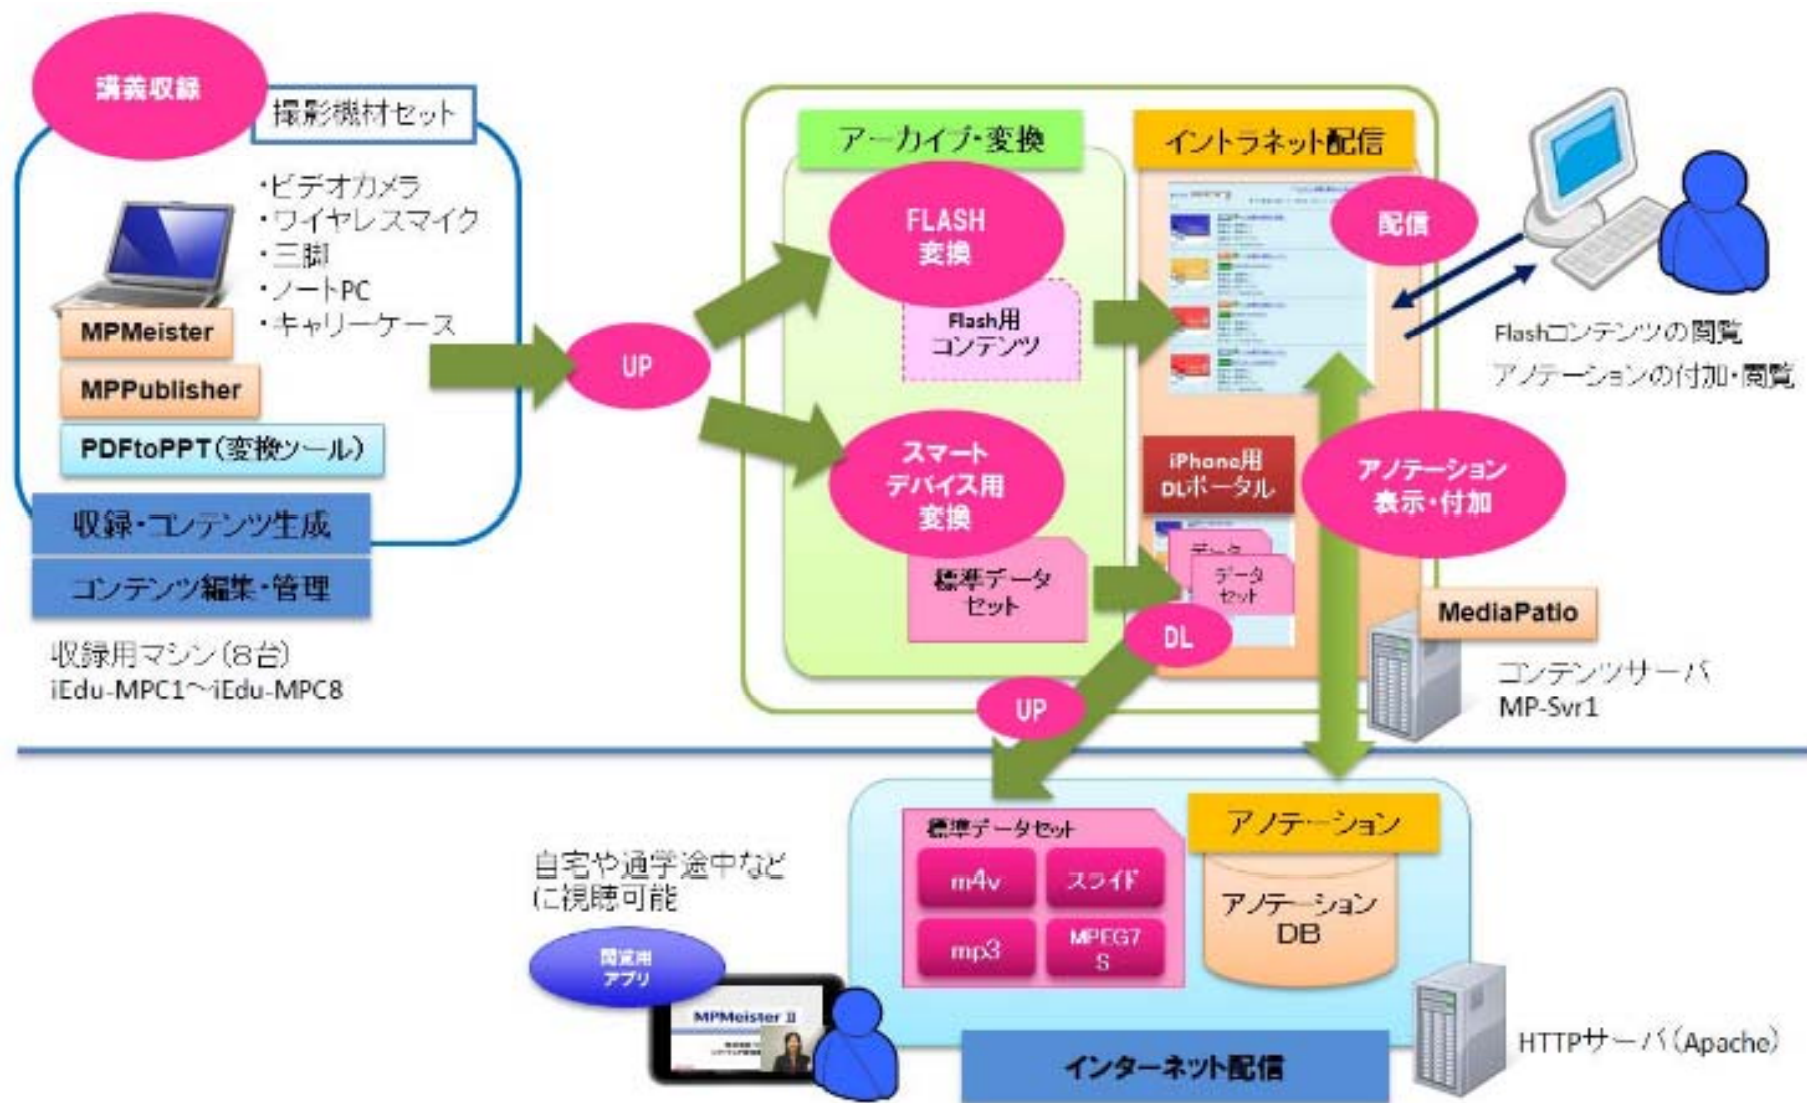 講義収録
撮影機材セット
・ビデオカメラ
・ワイヤレスマイク
・三脚
・ノートPC
・キャリーケース
MPMeister
MPPublisher
PDFtoPPT(変換ツール)
収録・コンテンツ生成
コンテンツ編集・管理
収録用マシン(8台)
iEdu-MPC1～iEdu-MPC8
UP
アーカイブ・変換
FLASH
変換
Flash用
コンテンツ
スマート
デバイス用
変換
標準データ
セット
イントラネット配信
配信
iPhone用
DLポータル
データ
データ
セット
DL
UP
アノテーション
表示・付加
Flashコンテンツの閲覧
アノテーションの付加・閲覧
MediaPatio
コンテンツサーバ
MP-Svr1
標準データセット
m4v
スライド
mp3
MPEG7
S
アノテーション
アノテーション
DB
自宅や通学途中など
に視聴可能
閲覧用
アプリ
MPMeister II
インターネット配信
HTTPサーバ(Apache)